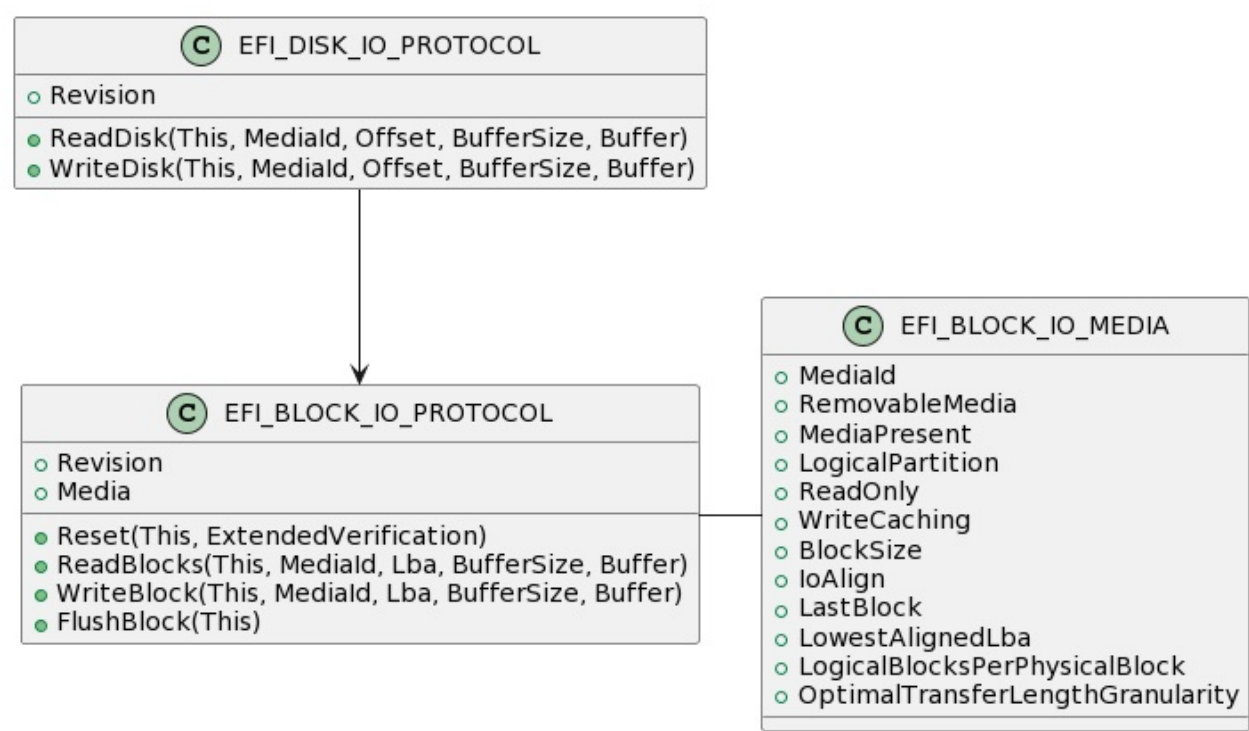 C EFI_DISK_IO_PROTOCOL
Revision
ReadDisk(This, MediaId, Offset, BufferSize, Buffer)
WriteDisk(This, MediaId, Offset, BufferSize, Buffer)
C EFI_BLOCK_IO_PROTOCOL
Revision
Media
Reset(This, ExtendedVerification)
ReadBlocks(This, MediaId, Lba, BufferSize, Buffer)
WriteBlock(This, MediaId, Lba, BufferSize, Buffer)
FlushBlock(This)
C EFI_BLOCK_IO_MEDIA
MediaId
RemovableMedia
MediaPresent
LogicalPartition
ReadOnly
WriteCaching
BlockSize
IoAlign
LastBlock
LowestAlignedLba
LogicalBlocksPerPhysicalBlock
OptimalTransferLengthGranularity